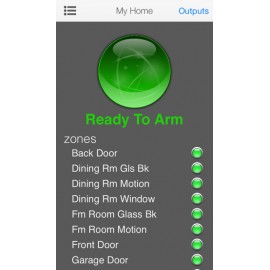 My Home
Outputs
Ready To Arm
zones
Back Door
Dining Rm Gls Bk
Dining Rm Motion
Dining Rm Window
Fm Room Glass Bk
Fm Room Motion
Front Door
Garage Door